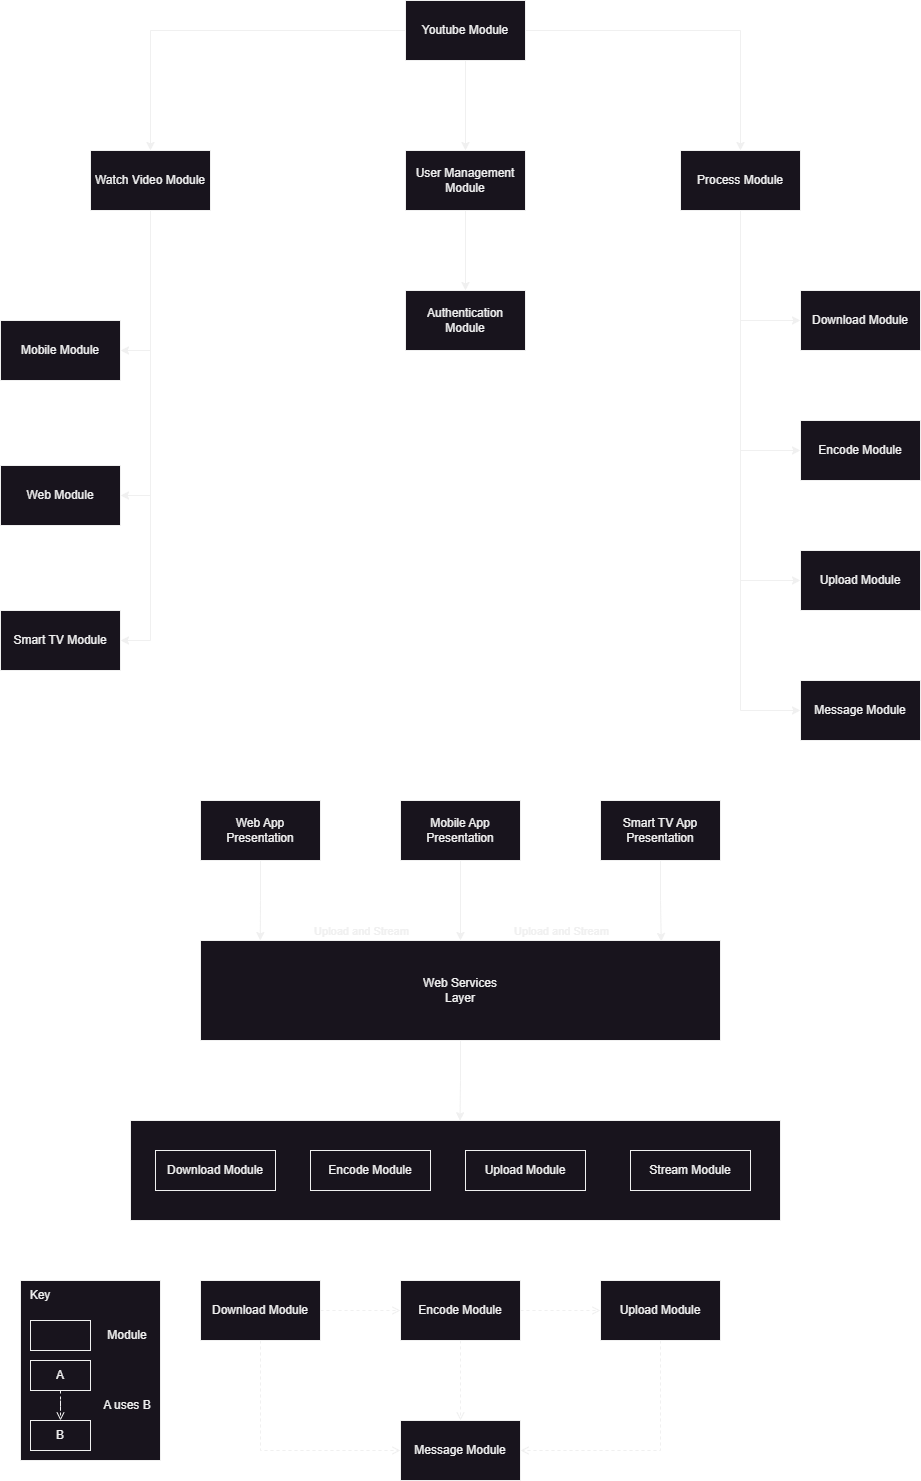 Youtube Module
Watch Video Module
User Management
Module
Process Module
Authentication
Module
Download Module
Mobile Module
Encode Module
Web Module
Upload Module
Smart TV Module
Message Module
Web App
Presentation
Mobile App
Presentation
Smart TV App
Presentation
Upload and Stream
Upload and Stream
Web Services
Layer
Download Module
Encode Module
Upload Module
Stream Module
Key
Module
A
A uses B
B
Download Module
Encode Module
Upload Module
Message Module